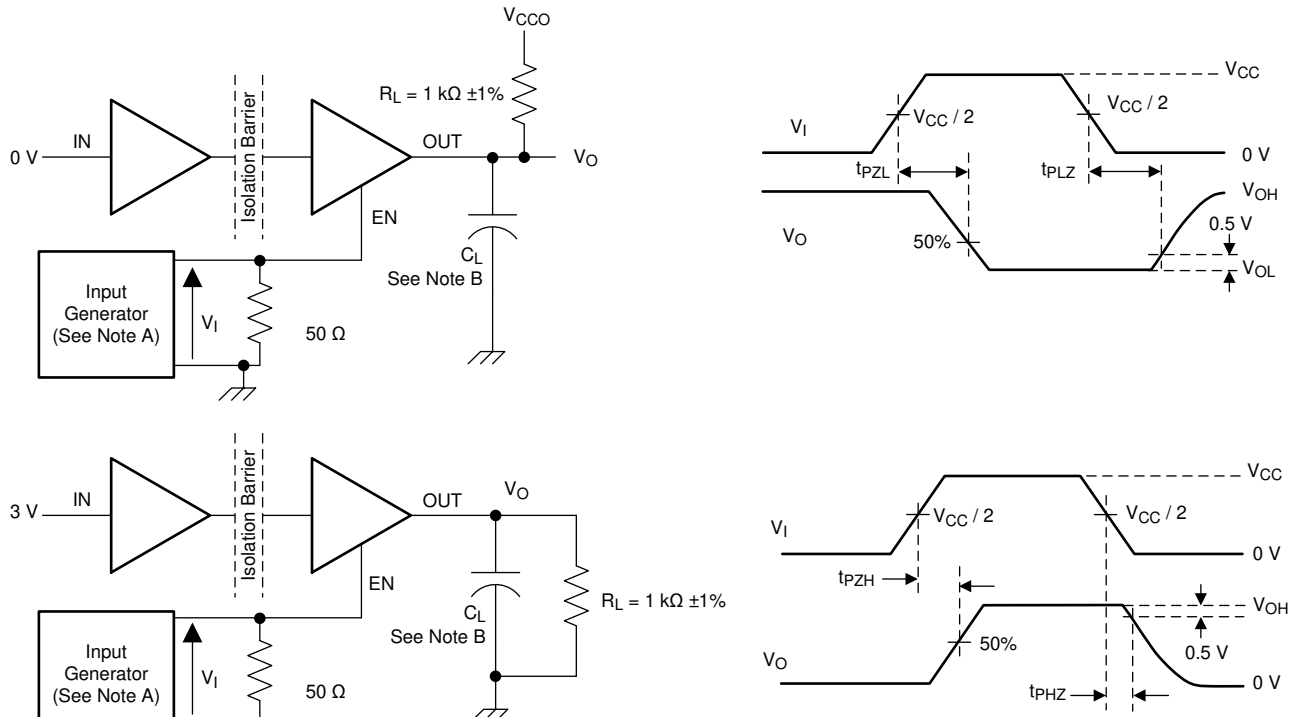 VCCO
RL = 1 kΩ ±1%
IN
Isolation Barrier
OUT
0 V
VO
EN
CL
See Note B
Input
Generator
(See Note A)
VI
50 Ω
VCC
VCC / 2
VCC / 2
VI
0 V
tPZL
tPLZ
VOH
0.5 V
VO
50%
VOL
IN
Isolation Barrier
OUT
VO
3 V
EN
CL
See Note B
RL = 1 kΩ ±1%
Input
Generator
(See Note A)
VI
50 Ω
VCC
VCC / 2
VCC / 2
VI
0 V
tPZH
VOH
50%
0.5 V
VO
0 V
tPHZ